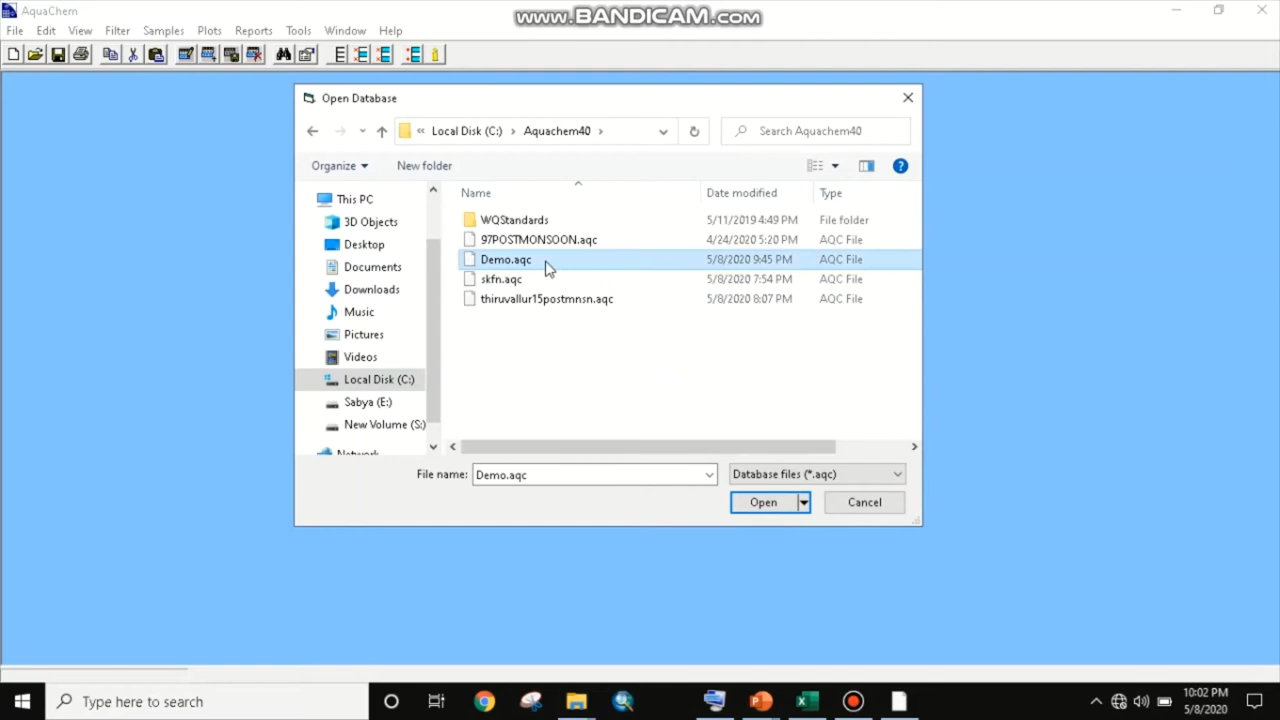 AquaChem
www.BANDICAM.com
File Edit View Filter Samples Plots Reports Tools Window Help
Open Database
« Local Disk (C:) > Aquachem40 >
Search Aquachem40
Organize
New folder
Name Date modified Type
This PC
3D Objects
Desktop
Documents
Downloads
Music
Pictures
Videos
Local Disk (C:)
Sabya (E:)
New Volume (S:)
Network
WQStandards 5/11/2019 4:49 PM File folder
97POSTMONSOON.aqc 4/24/2020 5:20 PM AQC File
Demo.aqc 5/8/2020 9:45 PM AQC File
skfn.aqc 5/8/2020 7:54 PM AQC File
thiruvallur15postmnsn.aqc 5/8/2020 8:07 PM AQC File
File name: Demo.aqc
Database files (*.aqc)
Open Cancel
Type here to search
10:02 PM
5/8/2020